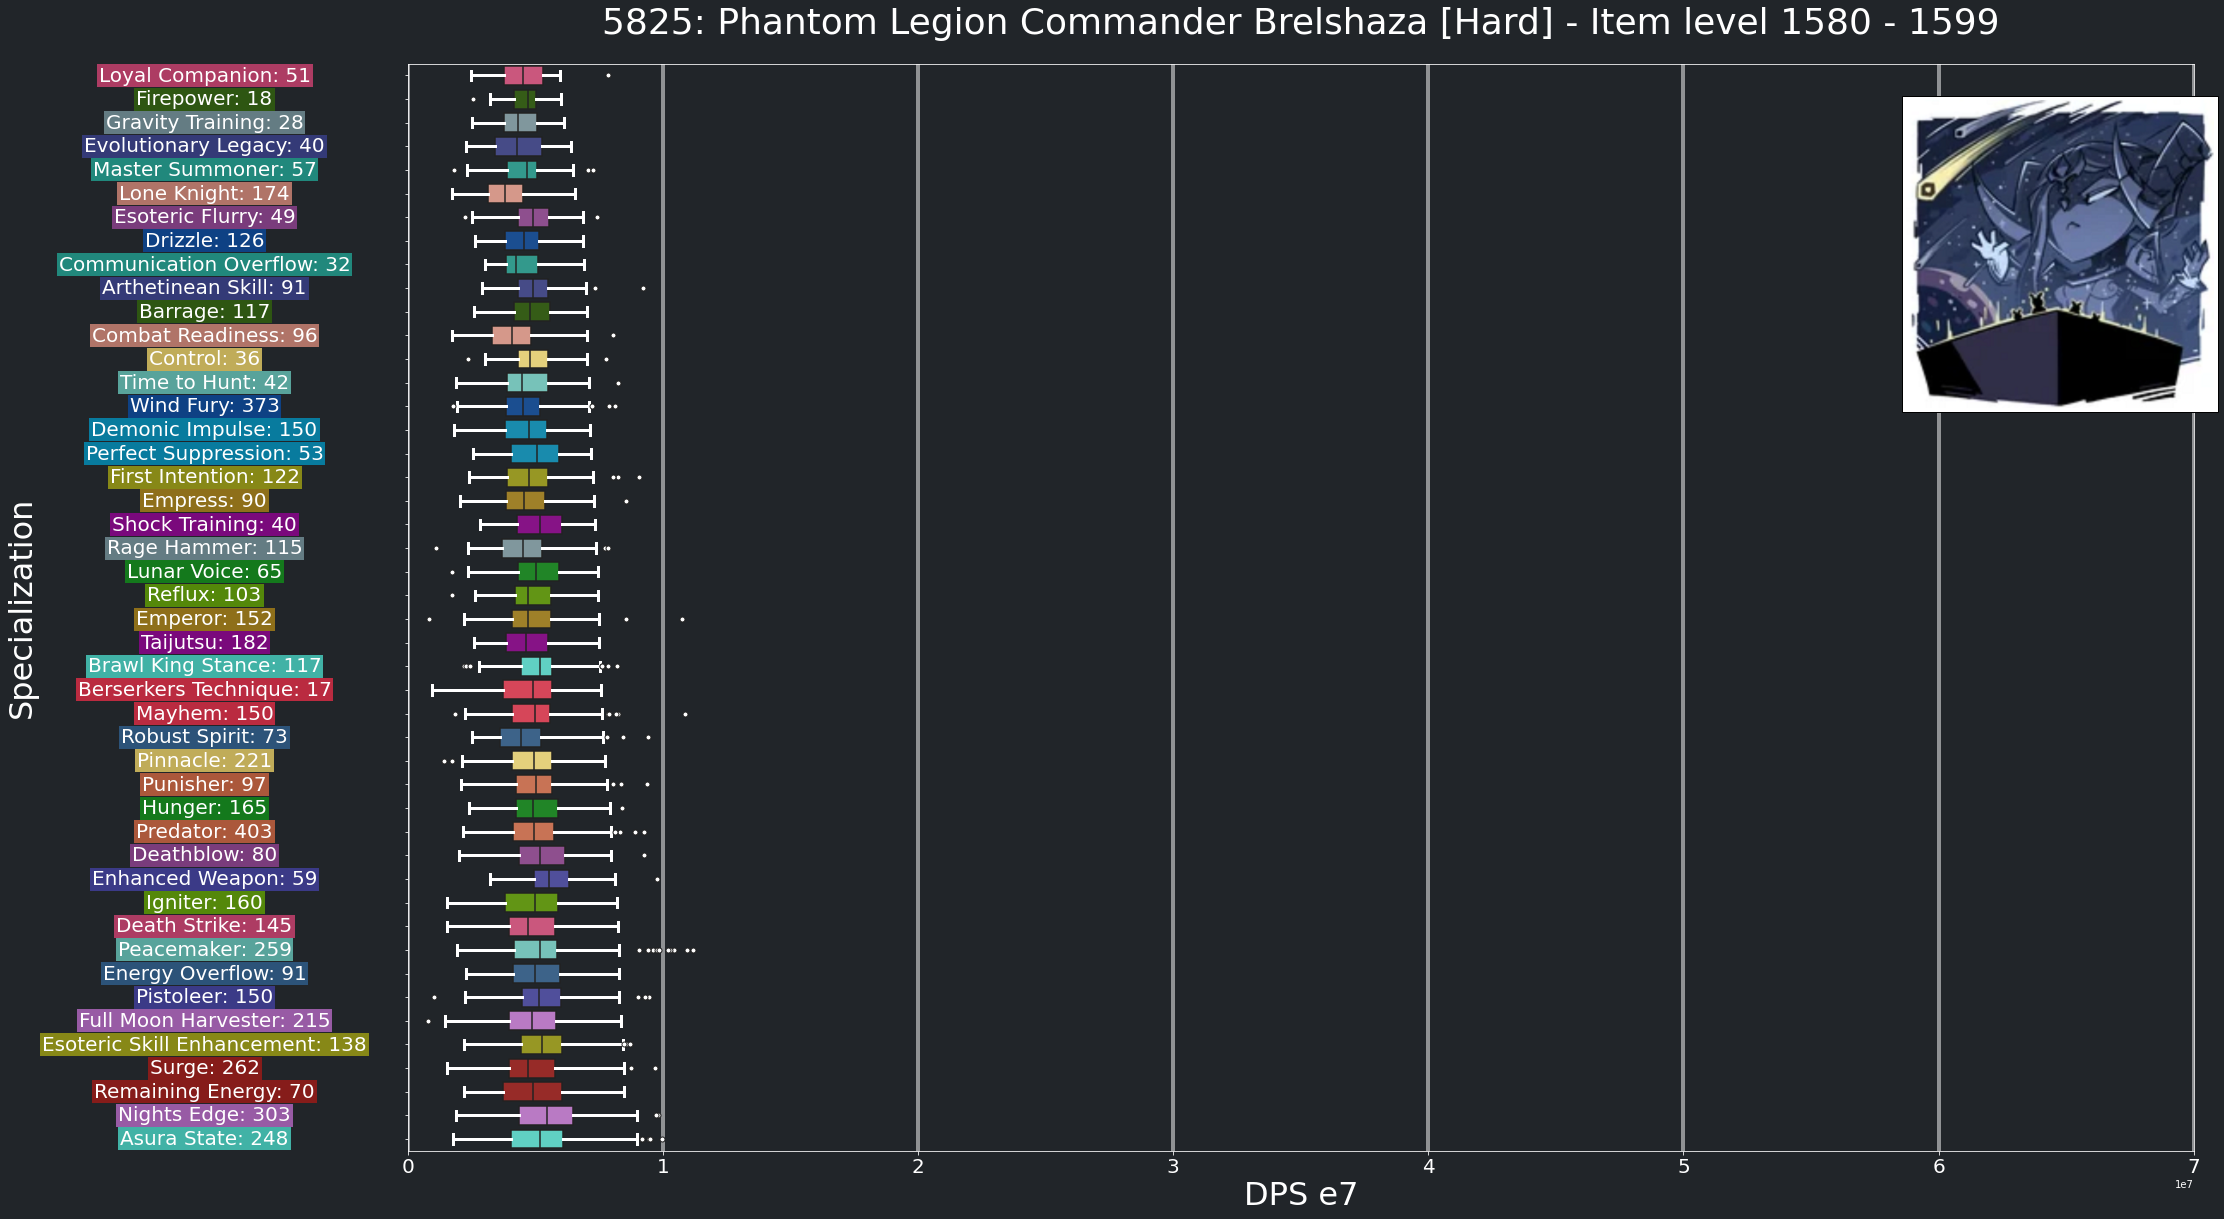 5825: Phantom Legion Commander Brelshaza [Hard] - Item level 1580 - 1599
Specialization
Loyal Companion: 51
Firepower: 18
Gravity Training: 28
Evolutionary Legacy: 40
Master Summoner: 57
Lone Knight: 174
Esoteric Flurry: 49
Drizzle: 126
Communication Overflow: 32
Arthetinean Skill: 91
Barrage: 117
Combat Readiness: 96
Control: 36
Time to Hunt: 42
Wind Fury: 373
Demonic Impulse: 150
Perfect Suppression: 53
First Intention: 122
Empress: 90
Shock Training: 40
Rage Hammer: 115
Lunar Voice: 65
Reflux: 103
Emperor: 152
Taijutsu: 182
Brawl King Stance: 117
Berserkers Technique: 17
Mayhem: 150
Robust Spirit: 73
Pinnacle: 221
Punisher: 97
Hunger: 165
Predator: 403
Deathblow: 80
Enhanced Weapon: 59
Igniter: 160
Death Strike: 145
Peacemaker: 259
Energy Overflow: 91
Pistoleer: 150
Full Moon Harvester: 215
Esoteric Skill Enhancement: 138
Surge: 262
Remaining Energy: 70
Nights Edge: 303
Asura State: 248
0 1 2 3 4 5 6 7
1e7
DPS e7